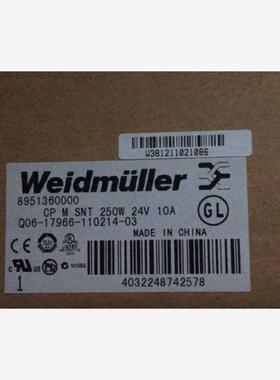 W381211021086
Weidmüller
8951360000
CP M SNT 250W 24V 10A
GL
Q06-17966-110214-03
MADE IN CHINA
1
4032248742578